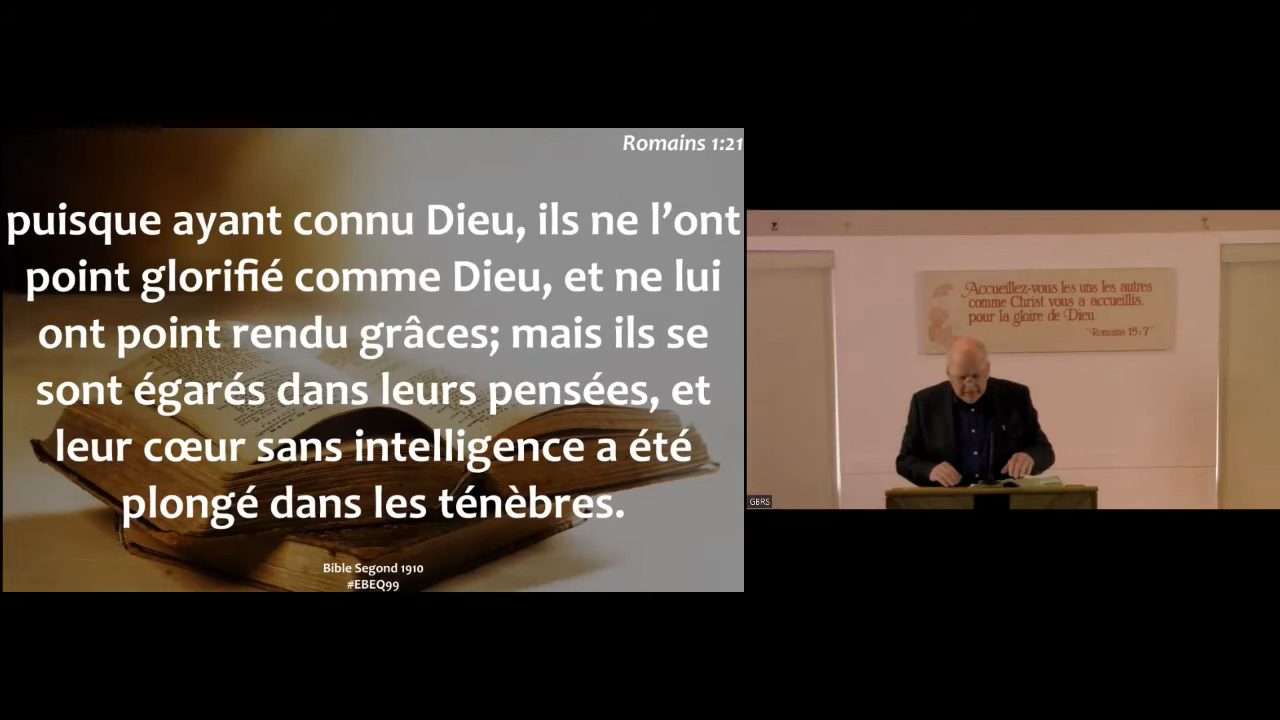 Romains 1:21
puisque ayant connu Dieu, ils ne l’ont
point glorifié comme Dieu, et ne lui
ont point rendu grâces; mais ils se
sont égarés dans leurs pensées, et
leur cœur sans intelligence a été
plongé dans les ténèbres.
Bible Segond 1910
#EBEQ99
Accueillez-vous les uns les autres
comme Christ vous a accueillis,
pour la gloire de Dieu.
Romains 15:7
GBRS